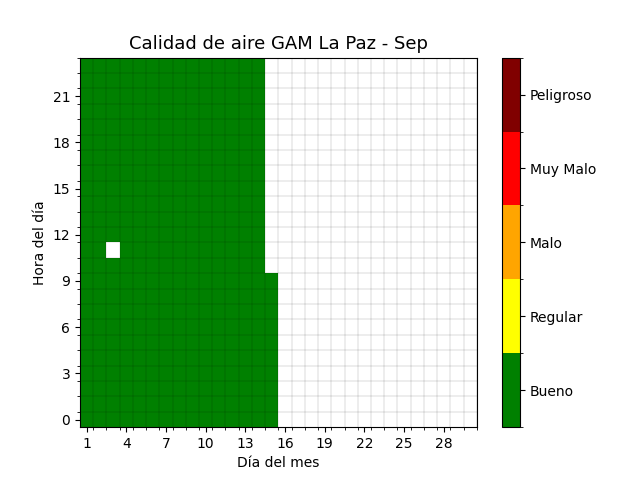 Calidad de aire GAM La Paz - Sep
Hora del día
21
18
15
12
9
6
3
0
1 4 7 10 13 16 19 22 25 28
Día del mes
Peligroso
Muy Malo
Malo
Regular
Bueno